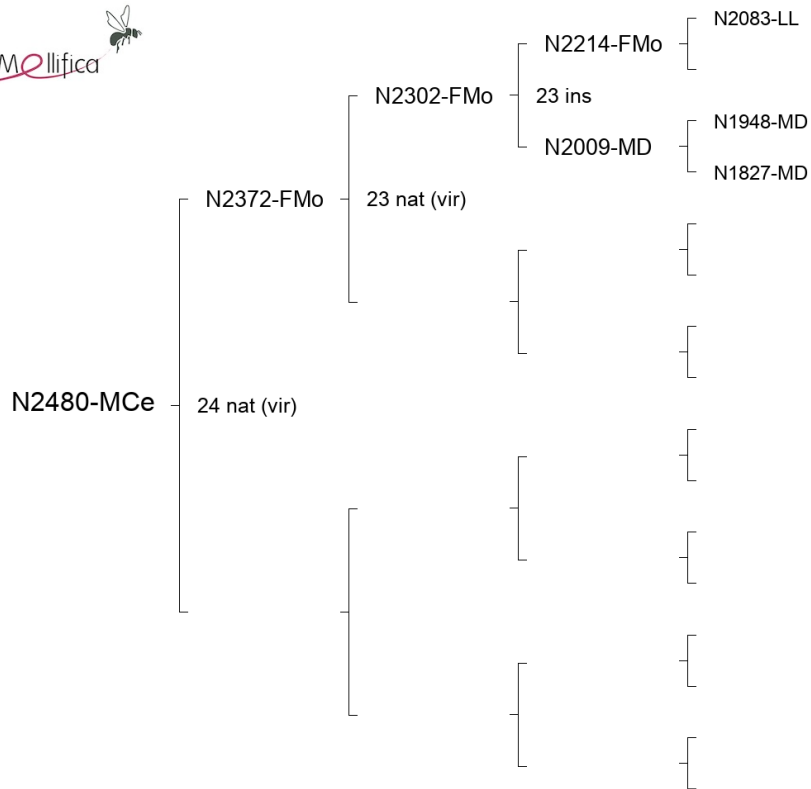 Mellifica
N2083-LL
N2214-FMo
N2302-FMo
23 ins
N1948-MD
N2009-MD
N1827-MD
N2372-FMo
23 nat (vir)
N2480-MCe
24 nat (vir)